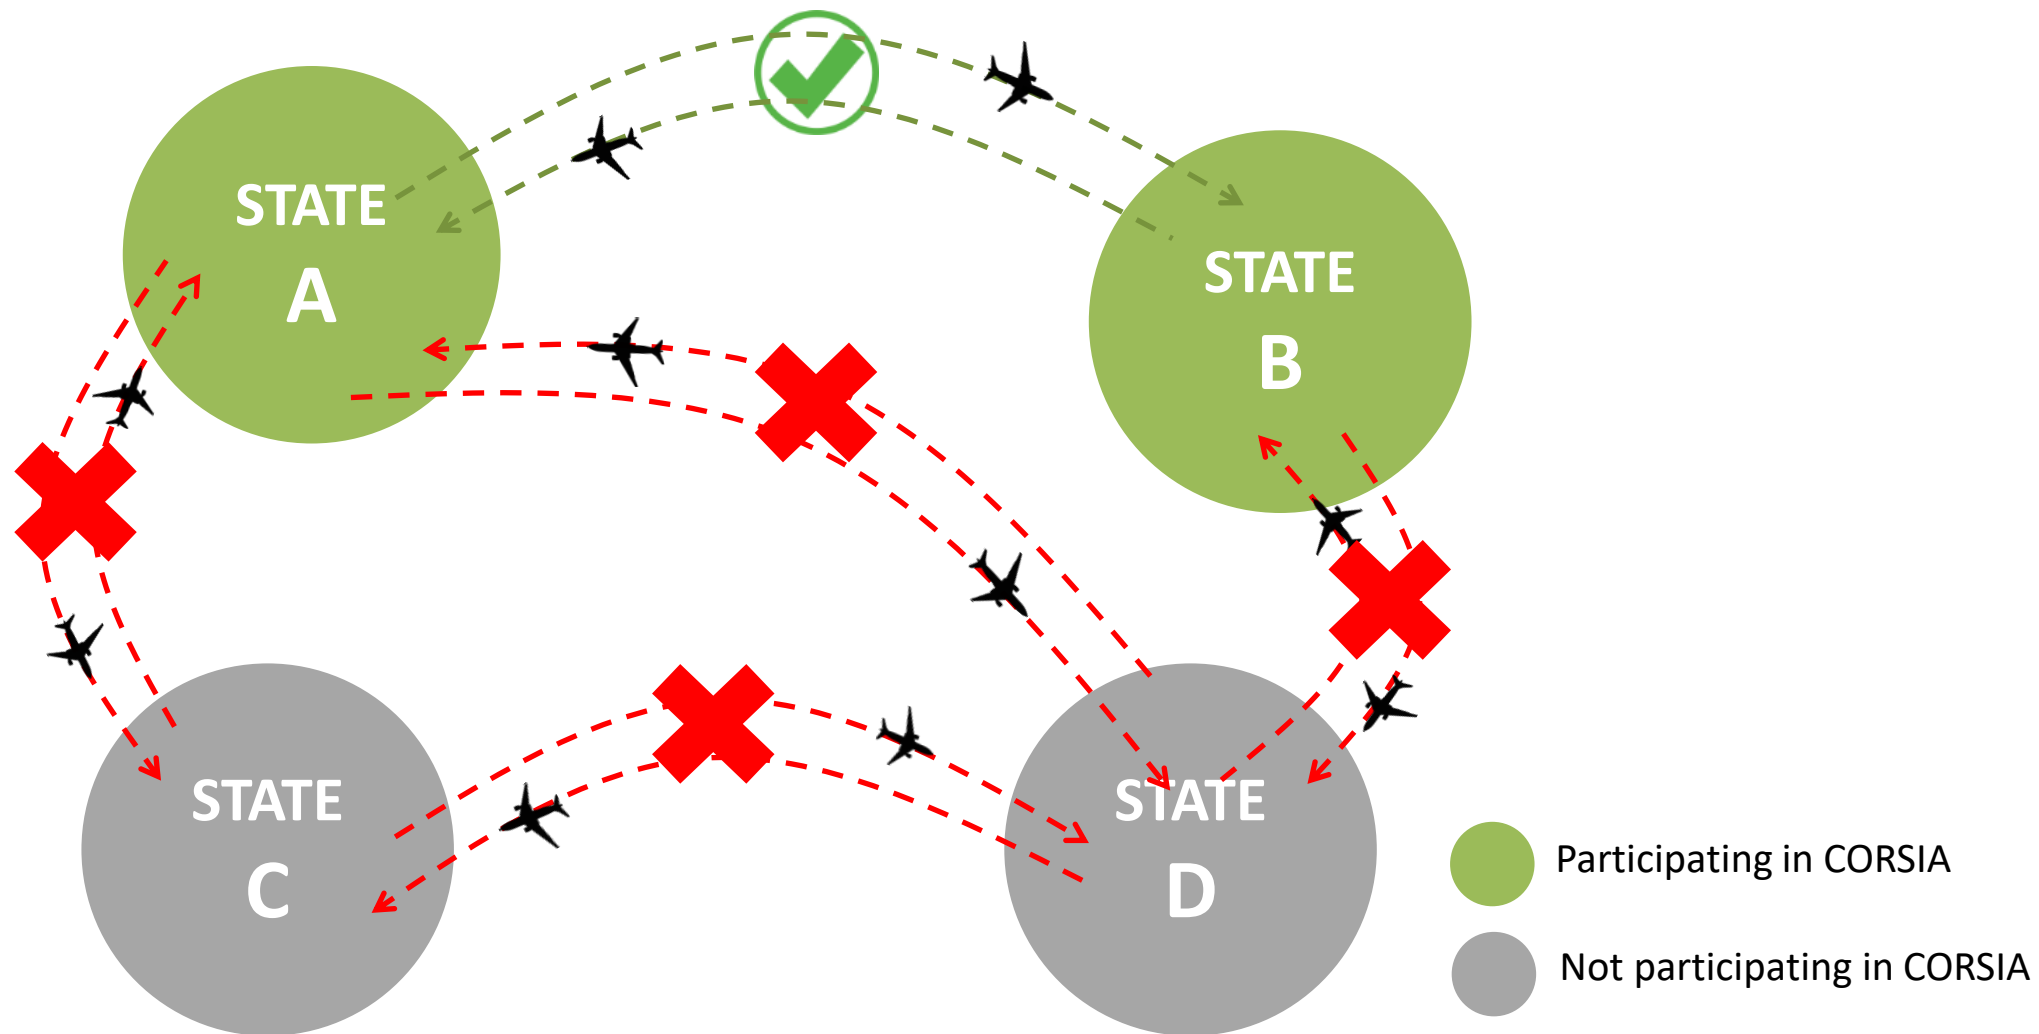 STATE
A
STATE
B
STATE
C
STATE
D
Participating in CORSIA
Not participating in CORSIA